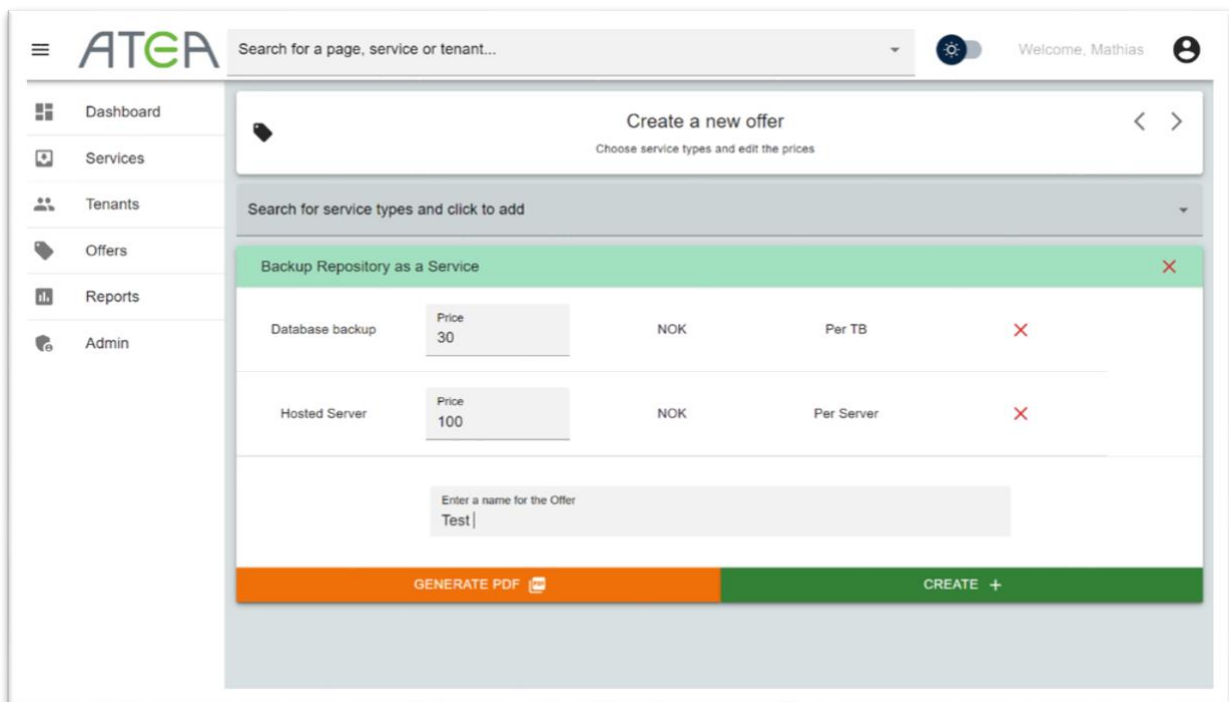 ATEA
Search for a page, service or tenant...
Welcome, Mathias
Dashboard
Services
Tenants
Offers
Reports
Admin
Create a new offer
Choose service types and edit the prices
Search for service types and click to add
Backup Repository as a Service
Database backup Price 30 NOK Per TB
Hosted Server Price 100 NOK Per Server
Enter a name for the Offer
Test
GENERATE PDF PDF
CREATE +